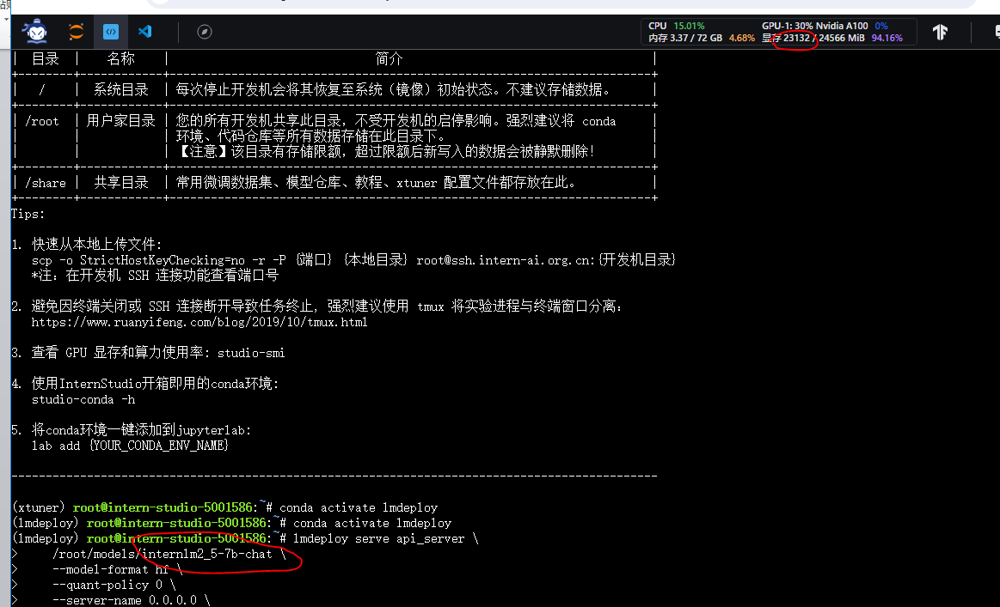 CPU 15.01% GPU-1: 30% Nvidia A100 0%
内存 3.37 / 72 GB 4.68% 显存 23132 / 24566 MiB 94.16%
| 目录 | 名称 | 简介 |
| / | 系统目录 | 每次停止开发机会将其恢复至系统（镜像）初始状态。不建议存储数据。 |
| /root | 用户家目录 | 您的所有开发机共享此目录，不受开发机的启停影响。强烈建议将 conda |
| | | 环境、代码仓库等所有数据存储在此目录下。 |
| | | 【注意】该目录有存储限额，超过限额后新写入的数据会被静默删除！ |
| /share | 共享目录 | 常用微调数据集、模型仓库、教程、xtuner 配置文件都存放在此。 |
Tips:
1. 快速从本地上传文件:
scp -o StrictHostKeyChecking=no -r -P {端口} {本地目录} root@ssh.intern-ai.org.cn:{开发机目录}
*注: 在开发机 SSH 连接功能查看端口号
2. 避免因终端关闭或 SSH 连接断开导致任务终止, 强烈建议使用 tmux 将实验进程与终端窗口分离:
https://www.ruanyifeng.com/blog/2019/10/tmux.html
3. 查看 GPU 显存和算力使用率: studio-smi
4. 使用InternStudio开箱即用的conda环境:
studio-conda -h
5. 将conda环境一键添加到jupyterlab:
lab add {YOUR_CONDA_ENV_NAME}
(xtuner) root@intern-studio-5001586:~# conda activate lmdeploy
(lmdeploy) root@intern-studio-5001586:~# conda activate lmdeploy
(lmdeploy) root@intern-studio-5001586:~# lmdeploy serve api_server \
> /root/models/internlm2_5-7b-chat \
> --model-format hf \
> --quant-policy 0 \
> --server-name 0.0.0.0 \